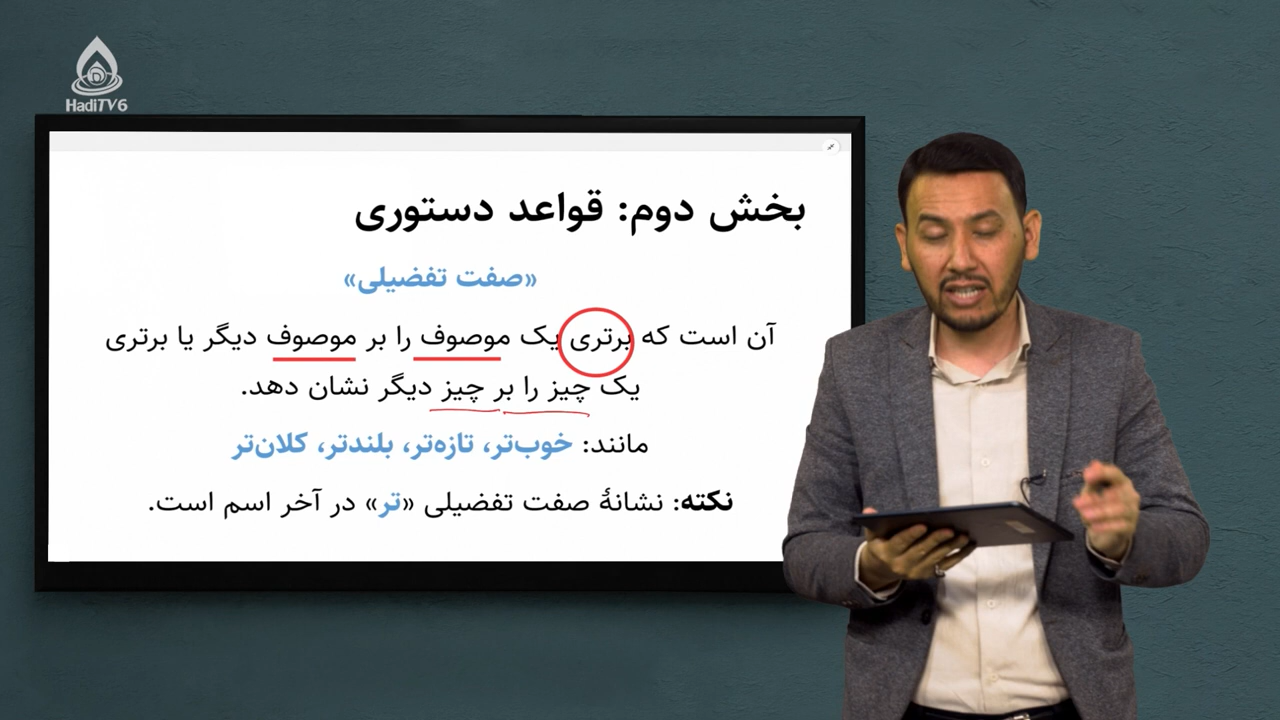 HadiTV6
بخش دوم: قواعد دستوری
«صفت تفضیلی»
آن است که برتری یک موصوف را بر موصوف دیگر یا برتری
یک چیز را بر چیز دیگر نشان دهد.
مانند: خوب‌تر، تازه‌تر، بلندتر، کلان‌تر
نکته: نشانهٔ صفت تفضیلی «تر» در آخر اسم است.